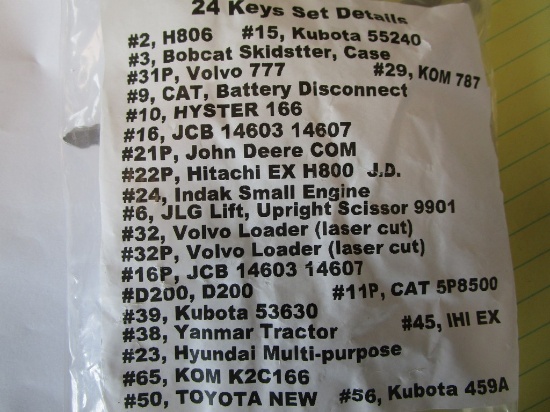 24 Keys Set Details
#2, H806 #15, Kubota 55240
#3, Bobcat Skidstter, Case
#31P, Volvo 777 #29, KOM 787
#9, CAT, Battery Disconnect
#10, HYSTER 166
#16, JCB 14603 14607
#21P, John Deere COM
#22P, Hitachi EX H800 J.D.
#24, Indak Small Engine
#6, JLG Lift, Upright Scissor 9901
#32, Volvo Loader (laser cut)
#32P, Volvo Loader (laser cut)
#16P, JCB 14603 14607
#D200, D200 #11P, CAT 5P8500
#39, Kubota 53630
#38, Yanmar Tractor #45, IHI EX
#23, Hyundai Multi-purpose
#65, KOM K2C166
#50, TOYOTA NEW #56, Kubota 459A